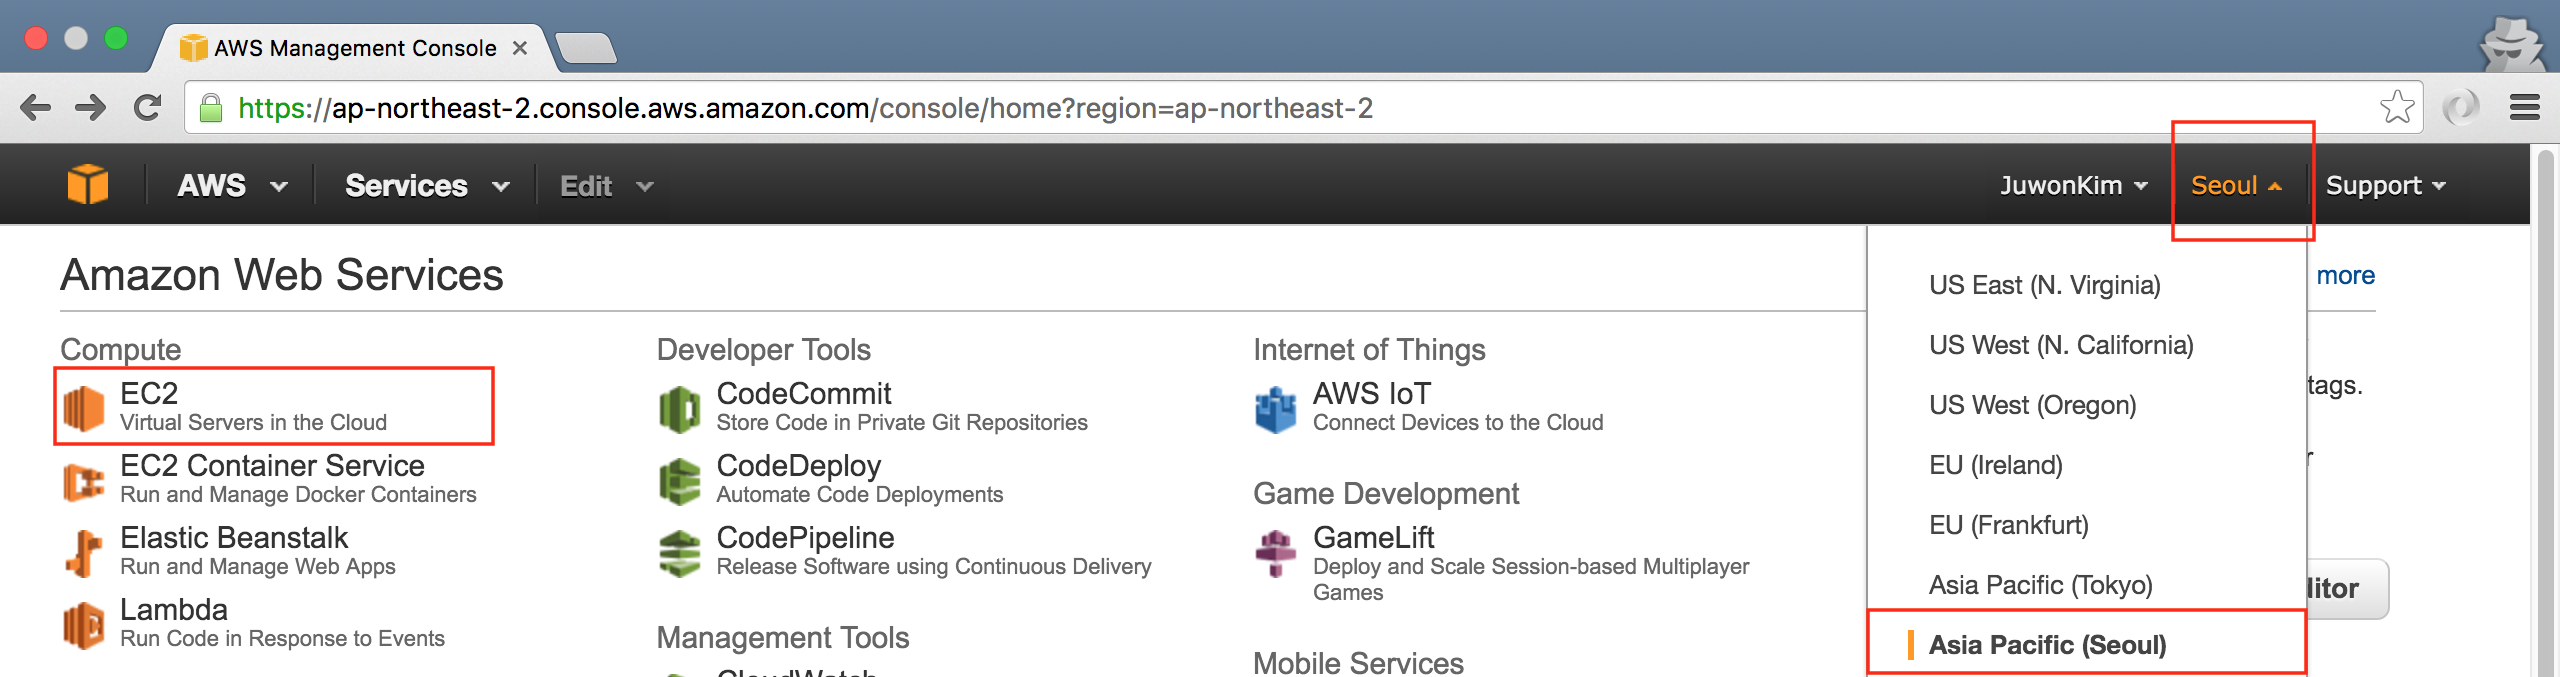 AWS Management Console
https://ap-northeast-2.console.aws.amazon.com/console/home?region=ap-northeast-2
AWS Services Edit JuwonKim Seoul Support
Amazon Web Services
more
Compute
EC2
Virtual Servers in the Cloud
EC2 Container Service
Run and Manage Docker Containers
Elastic Beanstalk
Run and Manage Web Apps
Lambda
Run Code in Response to Events
Developer Tools
CodeCommit
Store Code in Private Git Repositories
CodeDeploy
Automate Code Deployments
CodePipeline
Release Software using Continuous Delivery
Management Tools
CloudWatch
Internet of Things
AWS IoT
Connect Devices to the Cloud
Game Development
GameLift
Deploy and Scale Session-based Multiplayer
Games
Mobile Services
US East (N. Virginia)
US West (N. California)
US West (Oregon)
EU (Ireland)
EU (Frankfurt)
Asia Pacific (Tokyo)
Asia Pacific (Seoul)
tags.